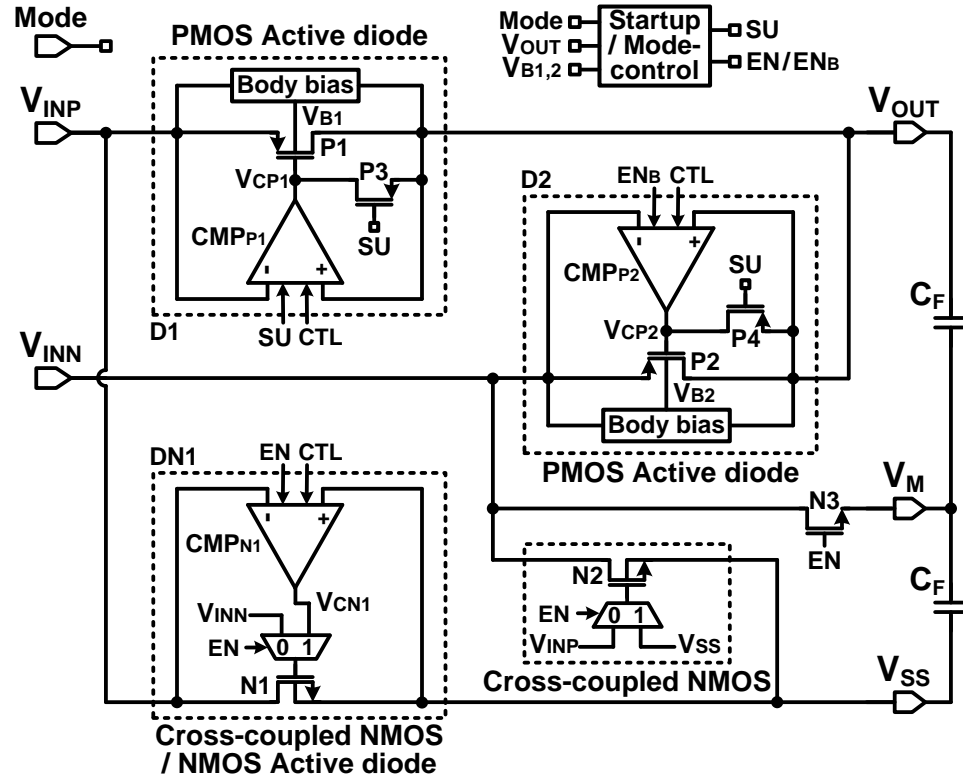 Mode
PMOS Active diode
Mode
VOUT
VB1,2
Startup
/ Mode-
control
SU
EN/ENB
VINP
Body bias
VB1
P1
VOUT
VCP1
P3
D2
ENB CTL
CMPP1
SU
- +
- +
CMPP2
SU
CF
D1
SU CTL
VCP2
P4
VINN
P2
VB2
Body bias
DN1
EN CTL
PMOS Active diode
- +
CMPN1
N3
VM
EN
VCN1
N2
CF
VINN
EN
0 1
EN
0 1
VINP
VSS
N1
Cross-coupled NMOS
VSS
Cross-coupled NMOS
/ NMOS Active diode